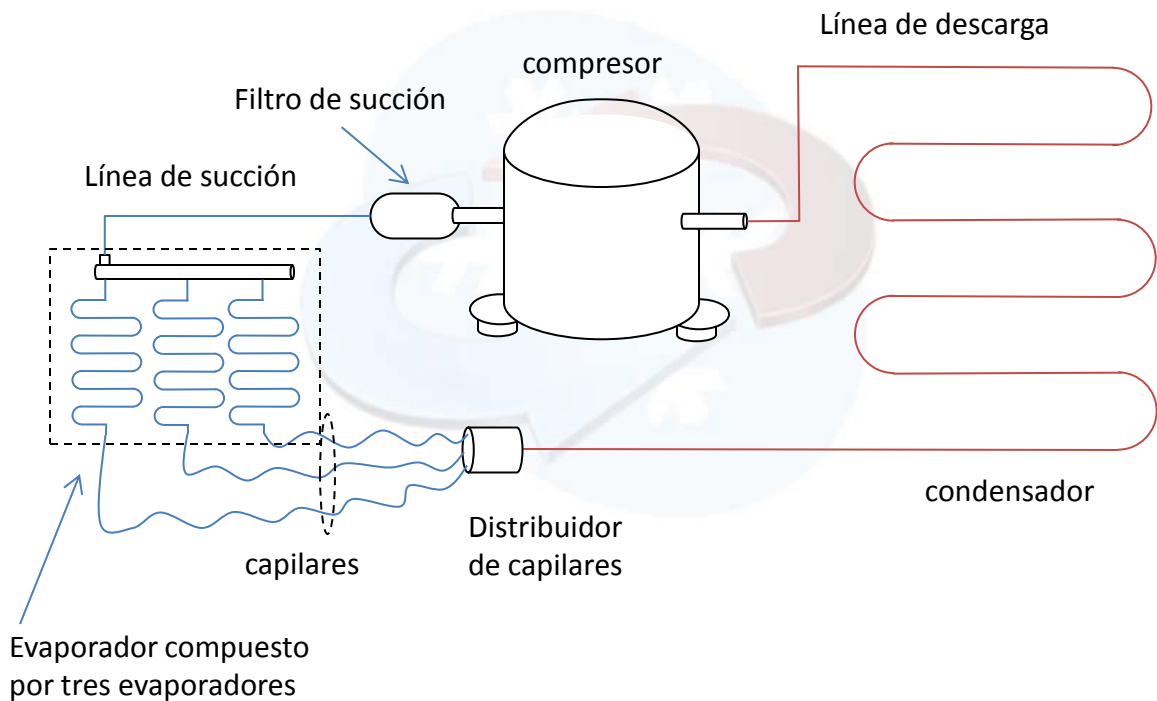 Línea de descarga
compresor
Filtro de succión
Línea de succión
condensador
Distribuidor
de capilares
capilares
Evaporador compuesto
por tres evaporadores